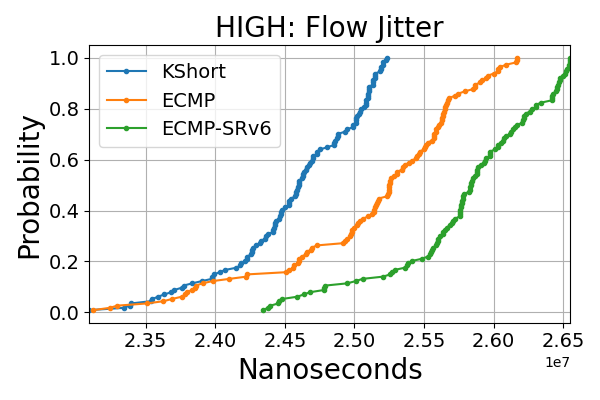 HIGH: Flow Jitter
Probability
1.0
0.8
0.6
0.4
0.2
0.0
KShort
ECMP
ECMP-SRv6
2.35 2.40 2.45 2.50 2.55 2.60 2.65
1e7
Nanoseconds